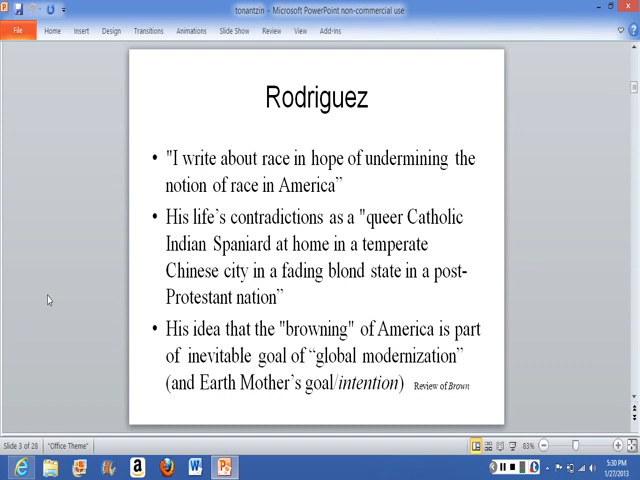 tonantzin - Microsoft PowerPoint non-commercial use
File Home Insert Design Transitions Animations Slide Show Review View Add-Ins
Rodriguez
• "I write about race in hope of undermining the
notion of race in America”
• His life’s contradictions as a "queer Catholic
Indian Spaniard at home in a temperate
Chinese city in a fading blond state in a post-
Protestant nation”
• His idea that the "browning" of America is part
of inevitable goal of “global modernization”
(and Earth Mother’s goal/intention) Review of Brown
Slide 3 of 28 "Office Theme" 83%
5:30 PM
1/27/2013